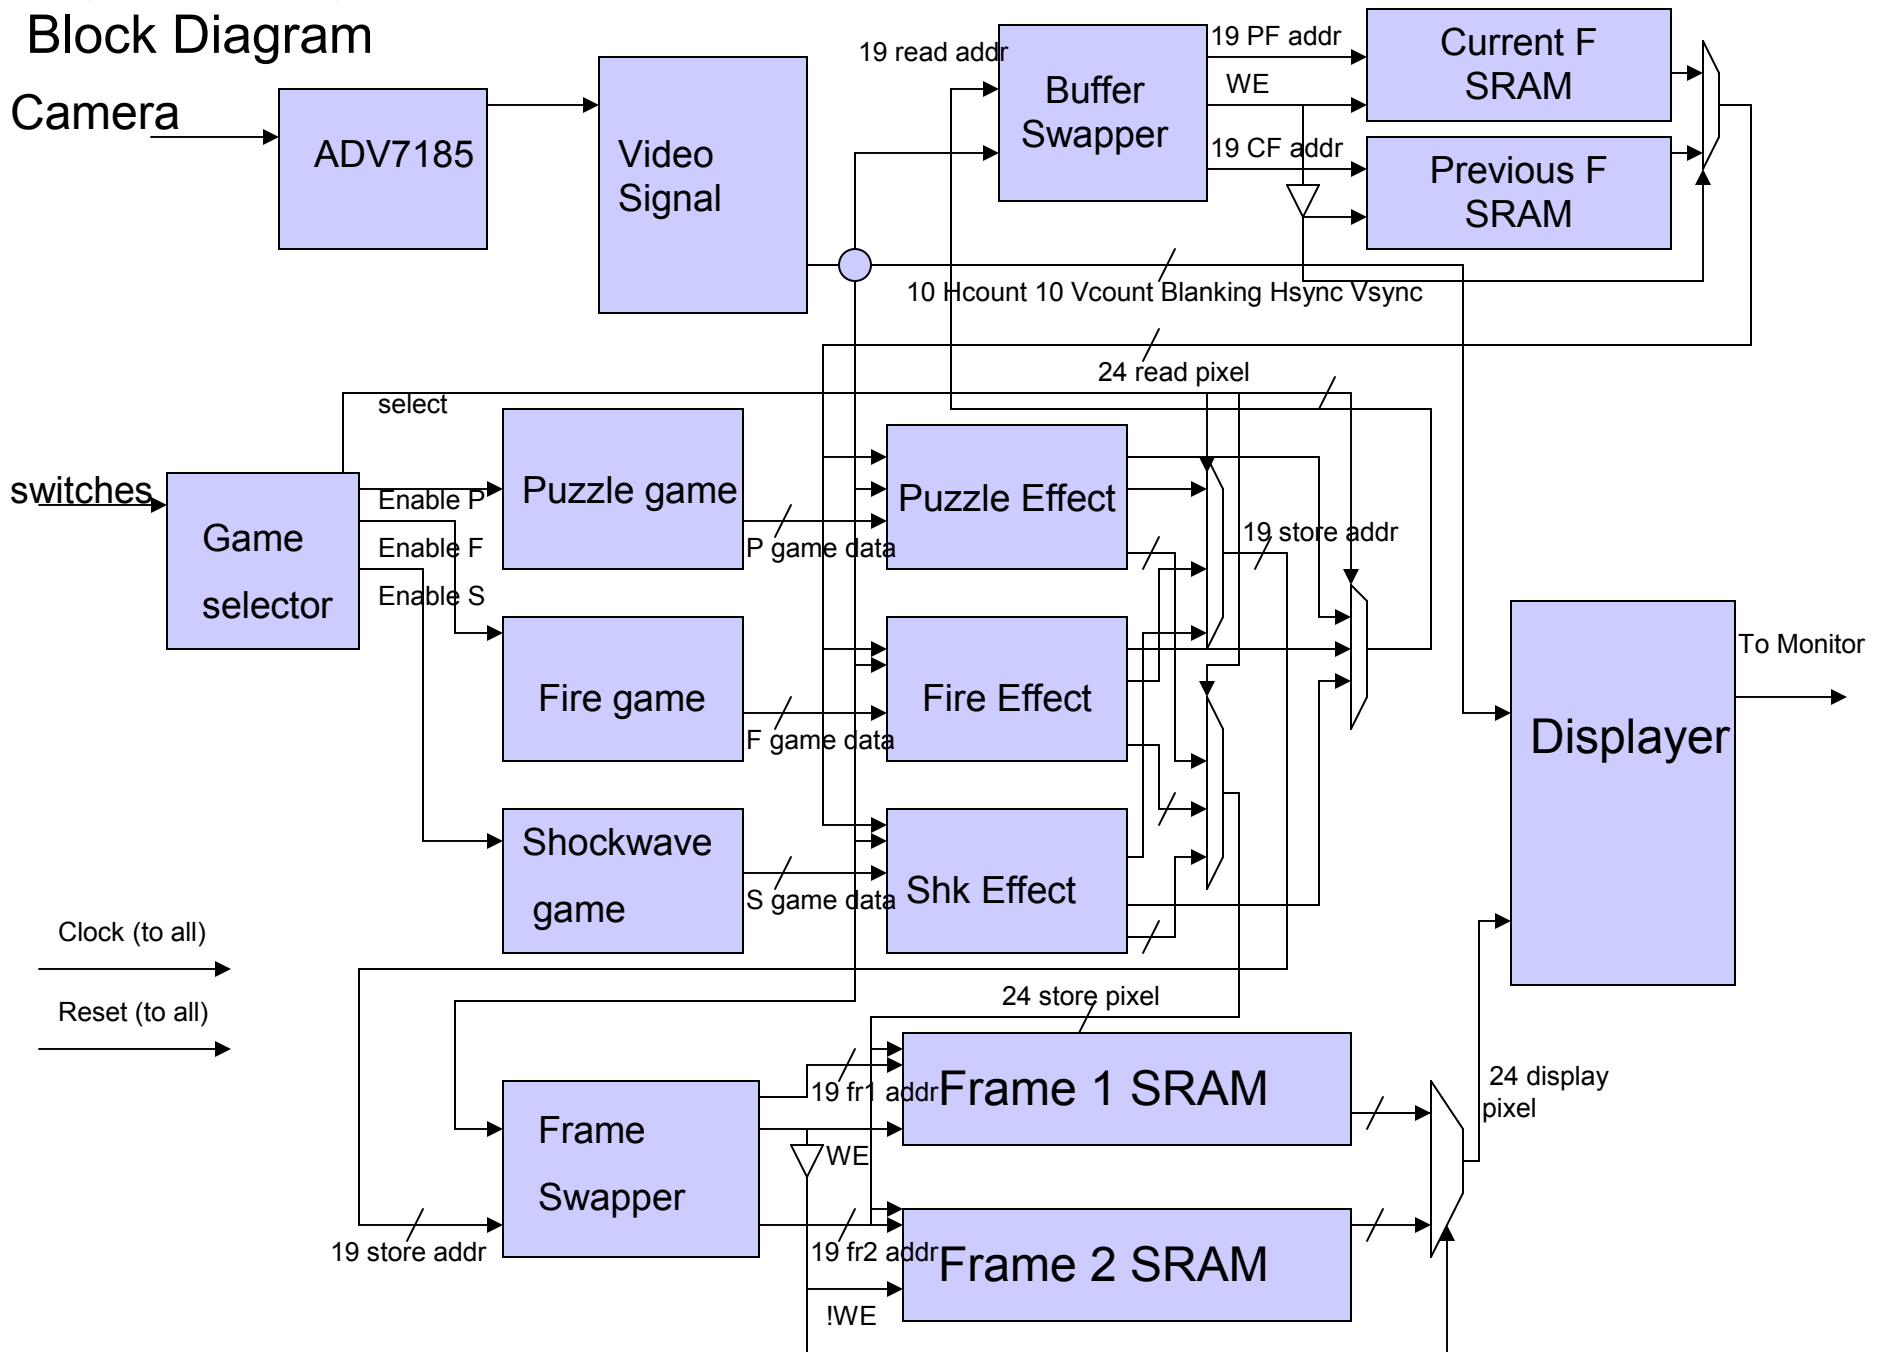 Block Diagram
Camera
ADV7185
Video
Signal
19 read addr
Buffer
Swapper
19 PF addr
WE
19 CF addr
Current F
SRAM
Previous F
SRAM
10 Hcount 10 Vcount Blanking Hsync Vsync
24 read pixel
select
switches
Game
selector
Enable P
Enable F
Enable S
Puzzle game
P game data
Puzzle Effect
19 store addr
Fire game
F game data
Fire Effect
Shockwave
game
S game data
Shk Effect
Displayer
To Monitor
Clock (to all)
Reset (to all)
24 store pixel
Frame
Swapper
19 store addr
19 fr1 addr
WE
19 fr2 addr
!WE
Frame 1 SRAM
Frame 2 SRAM
24 display
pixel